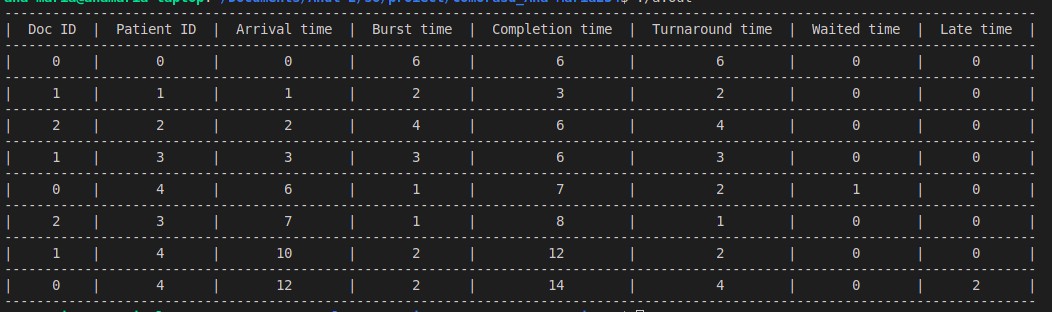 | Doc ID | Patient ID | Arrival time | Burst time | Completion time | Turnaround time | Waited time | Late time |
| 0 | 0 | 0 | 6 | 6 | 6 | 0 | 0 |
| 1 | 1 | 1 | 2 | 3 | 2 | 0 | 0 |
| 2 | 2 | 2 | 4 | 6 | 4 | 0 | 0 |
| 1 | 3 | 3 | 3 | 6 | 3 | 0 | 0 |
| 0 | 4 | 6 | 1 | 7 | 2 | 1 | 0 |
| 2 | 3 | 7 | 1 | 8 | 1 | 0 | 0 |
| 1 | 4 | 10 | 2 | 12 | 2 | 0 | 0 |
| 0 | 4 | 12 | 2 | 14 | 4 | 0 | 2 |